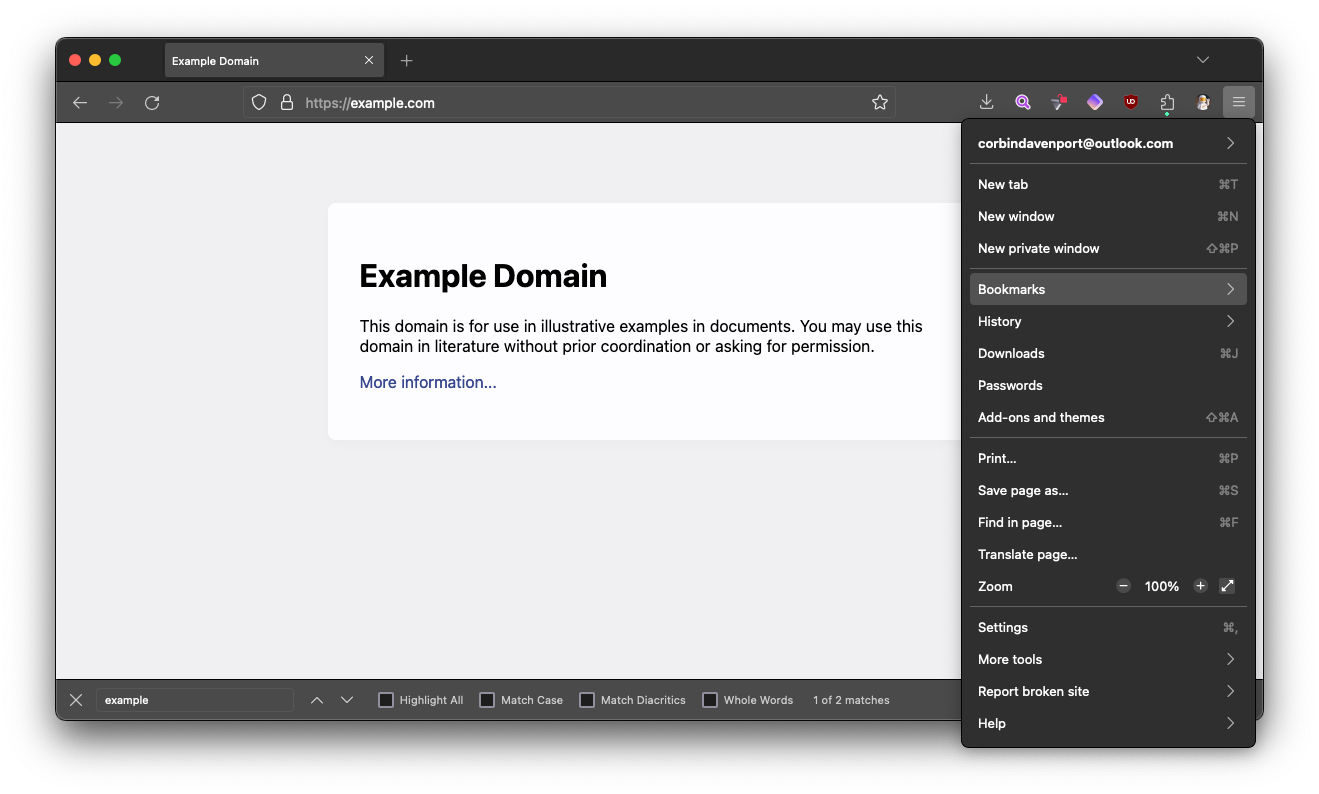 Example Domain
https://example.com
corbindavenport@outlook.com
New tab ⌘T
New window ⌘N
New private window ⇧⌘P
Bookmarks
History
Downloads ⌘J
Passwords
Add-ons and themes ⇧⌘A
Print... ⌘P
Save page as... ⌘S
Find in page... ⌘F
Translate page...
Zoom − 100% +
Settings ⌘,
More tools
Report broken site
Help
Example Domain
This domain is for use in illustrative examples in documents. You may use this
domain in literature without prior coordination or asking for permission.
More information...
example Highlight All Match Case Match Diacritics Whole Words 1 of 2 matches